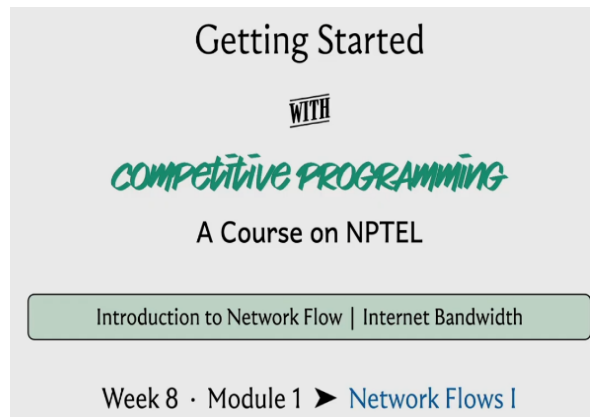 Getting Started
WITH
COMPETITIVE PROGRAMMING
A Course on NPTEL
Introduction to Network Flow | Internet Bandwidth
Week 8 · Module 1 ➤ Network Flows I